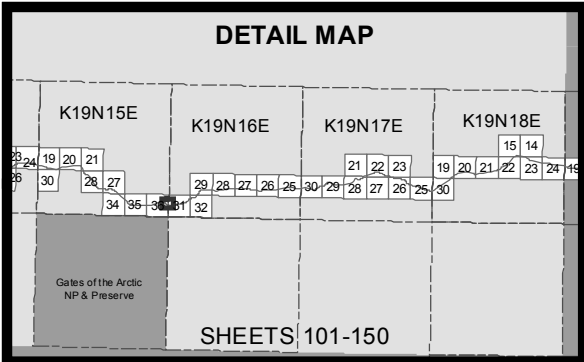 DETAIL MAP
K19N15E
K19N16E
K19N17E
K19N18E
15 14
23 24 19 20 21
21 22 23
19 20 21 22 23 24 19
26 30 28 27
29 28 27 26 25 30 29 28 27 26 25 30
34 35 36 31 32
Gates of the Arctic
NP & Preserve
SHEETS 101-150